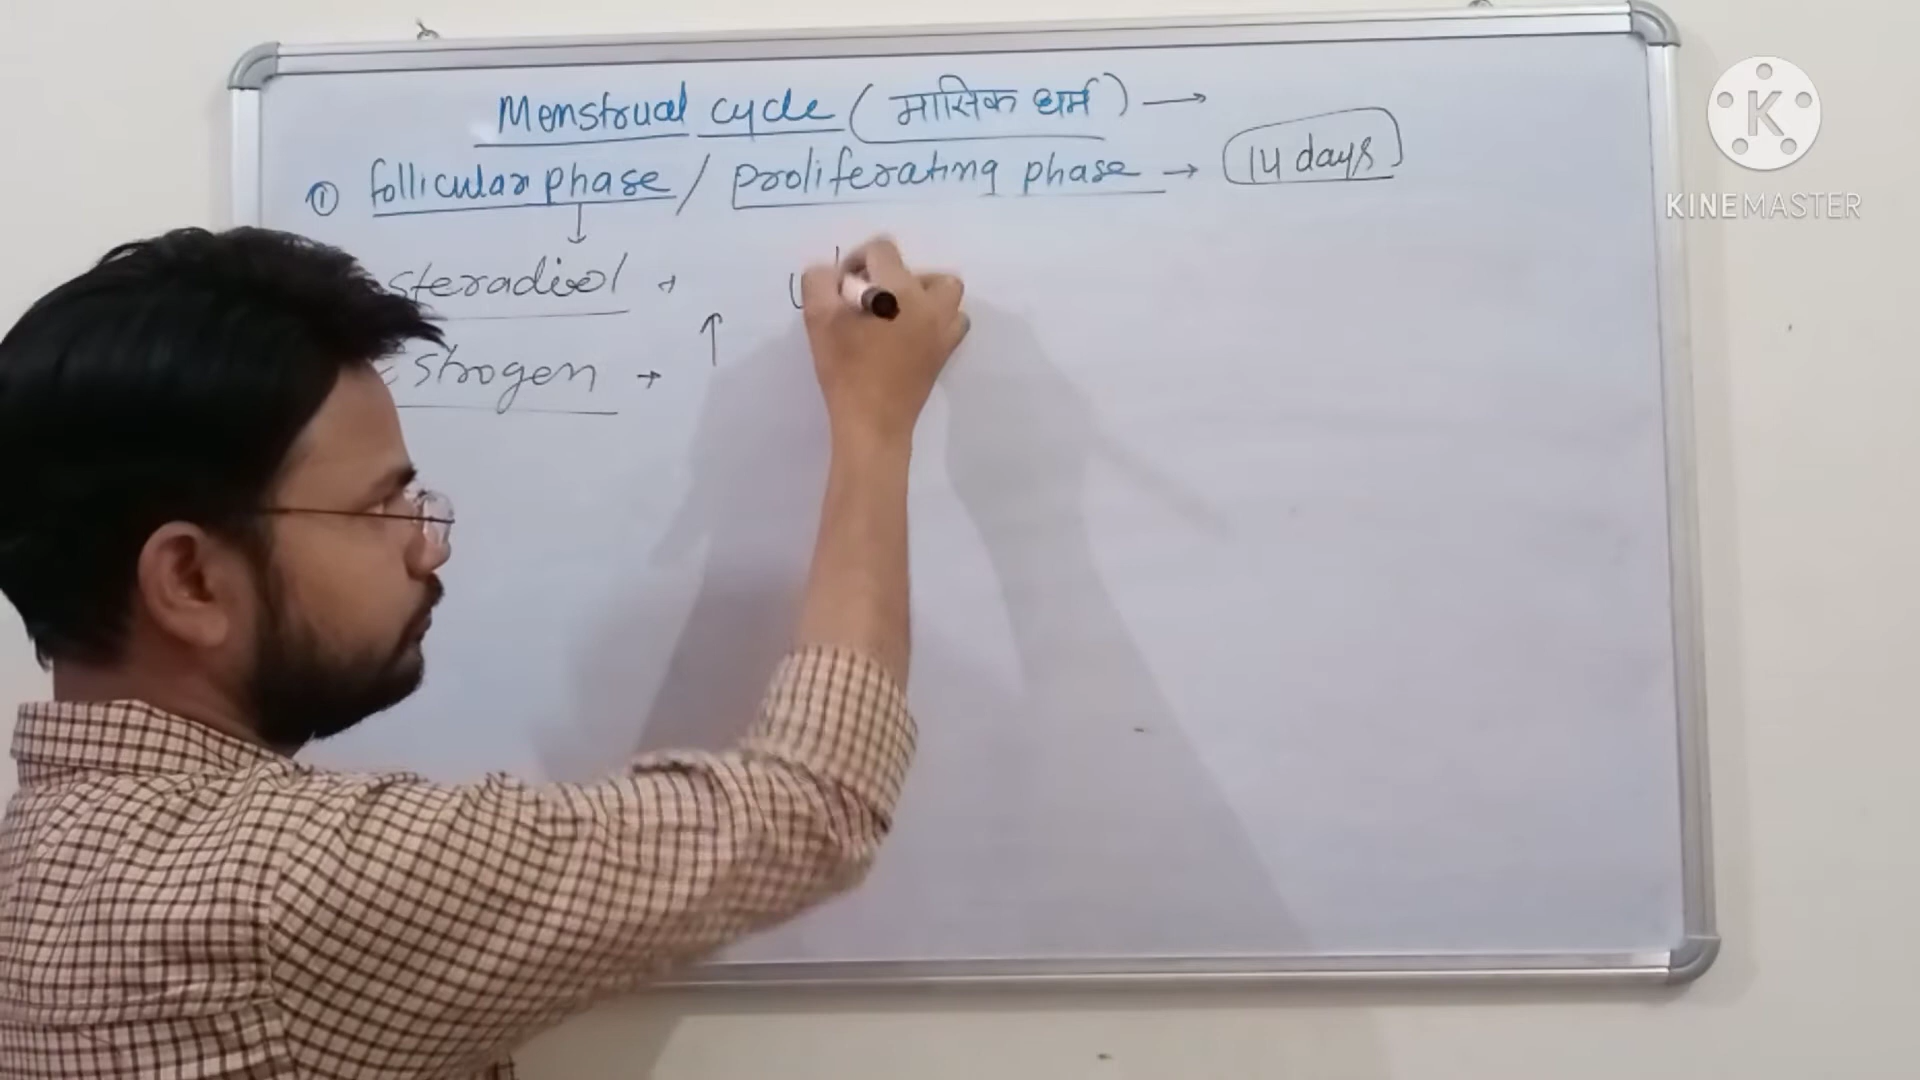 Menstrual cycle (मासिक धर्म) →
① follicular phase / proliferating phase → 14 days
↓
steradiol →
↑
strogen →
K
KINEMASTER